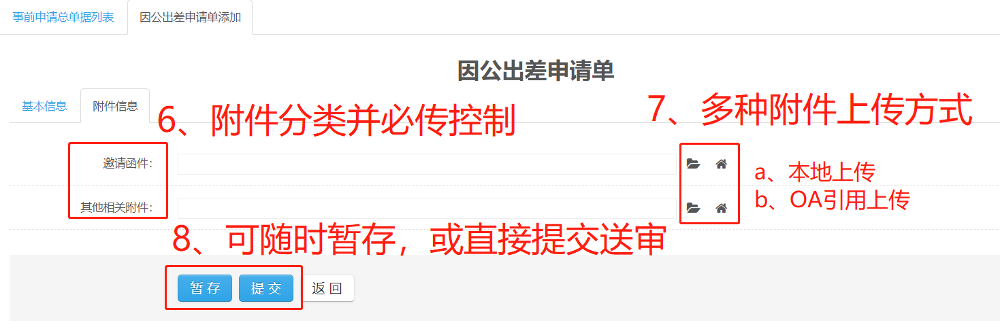 事前申请总单据列表
因公出差申请单添加
因公出差申请单
基本信息
附件信息
6、附件分类并必传控制
7、多种附件上传方式
邀请函件:
a、本地上传
b、OA引用上传
其他相关附件:
8、可随时暂存，或直接提交送审
暂存
提交
返回